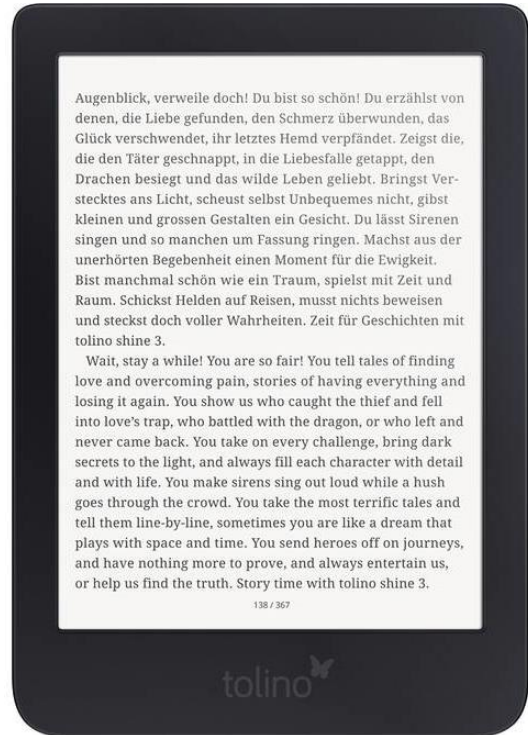 Augenblick, verweile doch! Du bist so schön! Du erzählst von
denen, die Liebe gefunden, den Schmerz überwunden, das
Glück verschwendet, ihr letztes Hemd verpfändet. Zeigst die,
die den Täter geschnappt, in die Liebesfalle getappt, den
Drachen besiegt und das wilde Leben geliebt. Bringst Ver-
stecktes ans Licht, scheust selbst Unbequemes nicht, gibst
kleinen und grossen Gestalten ein Gesicht. Du lässt Sirenen
singen und so manchen um Fassung ringen. Machst aus der
unerhörten Begebenheit einen Moment für die Ewigkeit.
Bist manchmal schön wie ein Traum, spielst mit Zeit und
Raum. Schickst Helden auf Reisen, musst nichts beweisen
und steckst doch voller Wahrheiten. Zeit für Geschichten mit
tolino shine 3.
Wait, stay a while! You are so fair! You tell tales of finding
love and overcoming pain, stories of having everything and
losing it again. You show us who caught the thief and fell
into love's trap, who battled with the dragon, or who left and
never came back. You take on every challenge, bring dark
secrets to the light, and always fill each character with detail
and with life. You make sirens sing out loud while a hush
goes through the crowd. You take the most terrific tales and
tell them line-by-line, sometimes you are like a dream that
plays with space and time. You send heroes off on journeys,
and have nothing more to prove, and always entertain us,
or help us find the truth. Story time with tolino shine 3.
138 / 367
tolino